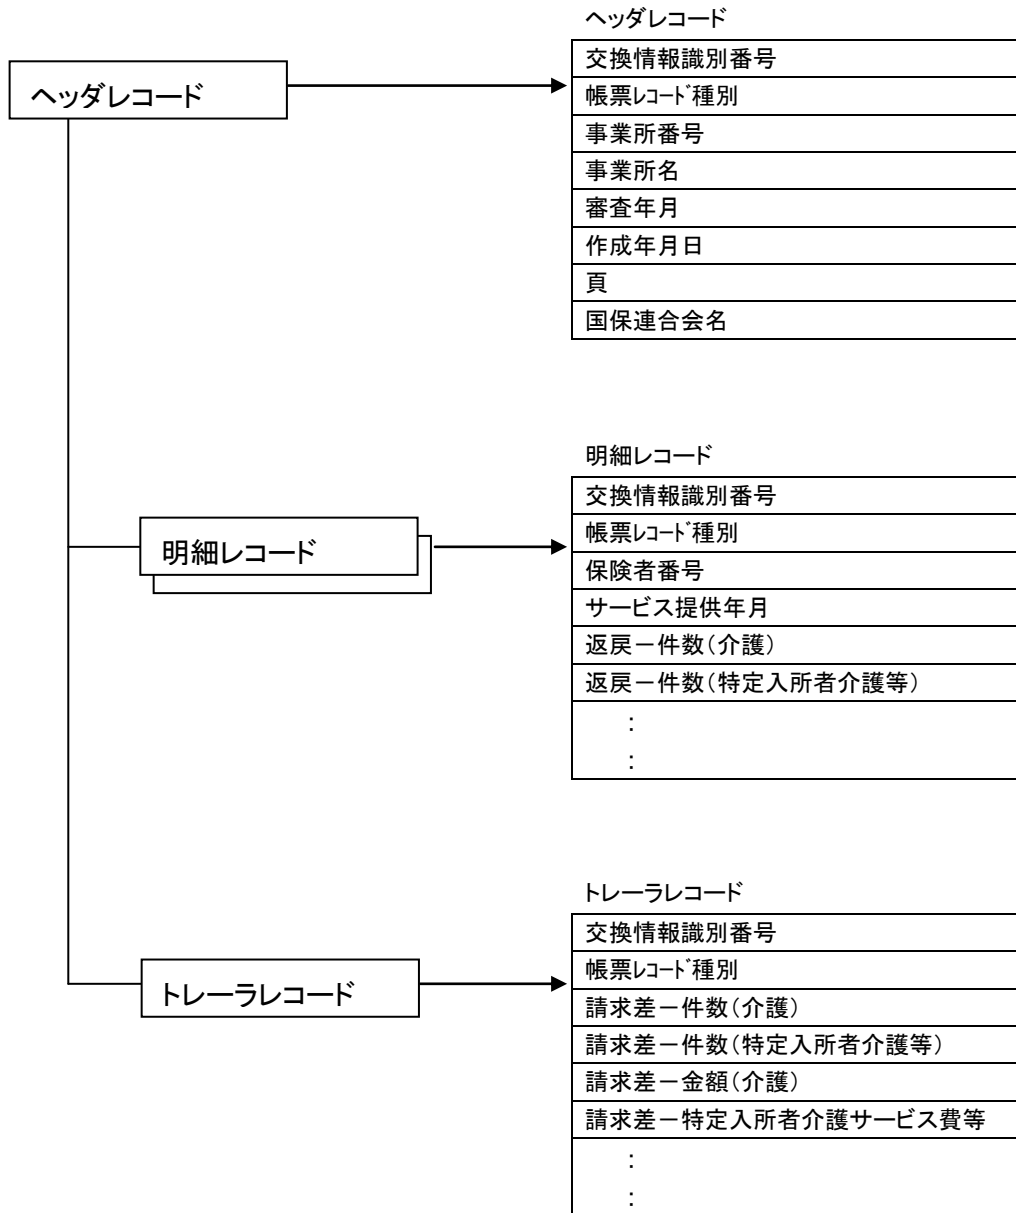 ヘッダレコード
ヘッダレコード
交換情報識別番号
帳票ﾚｺｰﾄﾞ種別
事業所番号
事業所名
審査年月
作成年月日
頁
国保連合会名
明細レコード
明細レコード
交換情報識別番号
帳票ﾚｺｰﾄﾞ種別
保険者番号
サービス提供年月
返戻－件数（介護）
返戻－件数（特定入所者介護等）
：
：
トレーラレコード
トレーラレコード
交換情報識別番号
帳票ﾚｺｰﾄﾞ種別
請求差－件数（介護）
請求差－件数（特定入所者介護等）
請求差－金額（介護）
請求差－特定入所者介護サービス費等
：
：